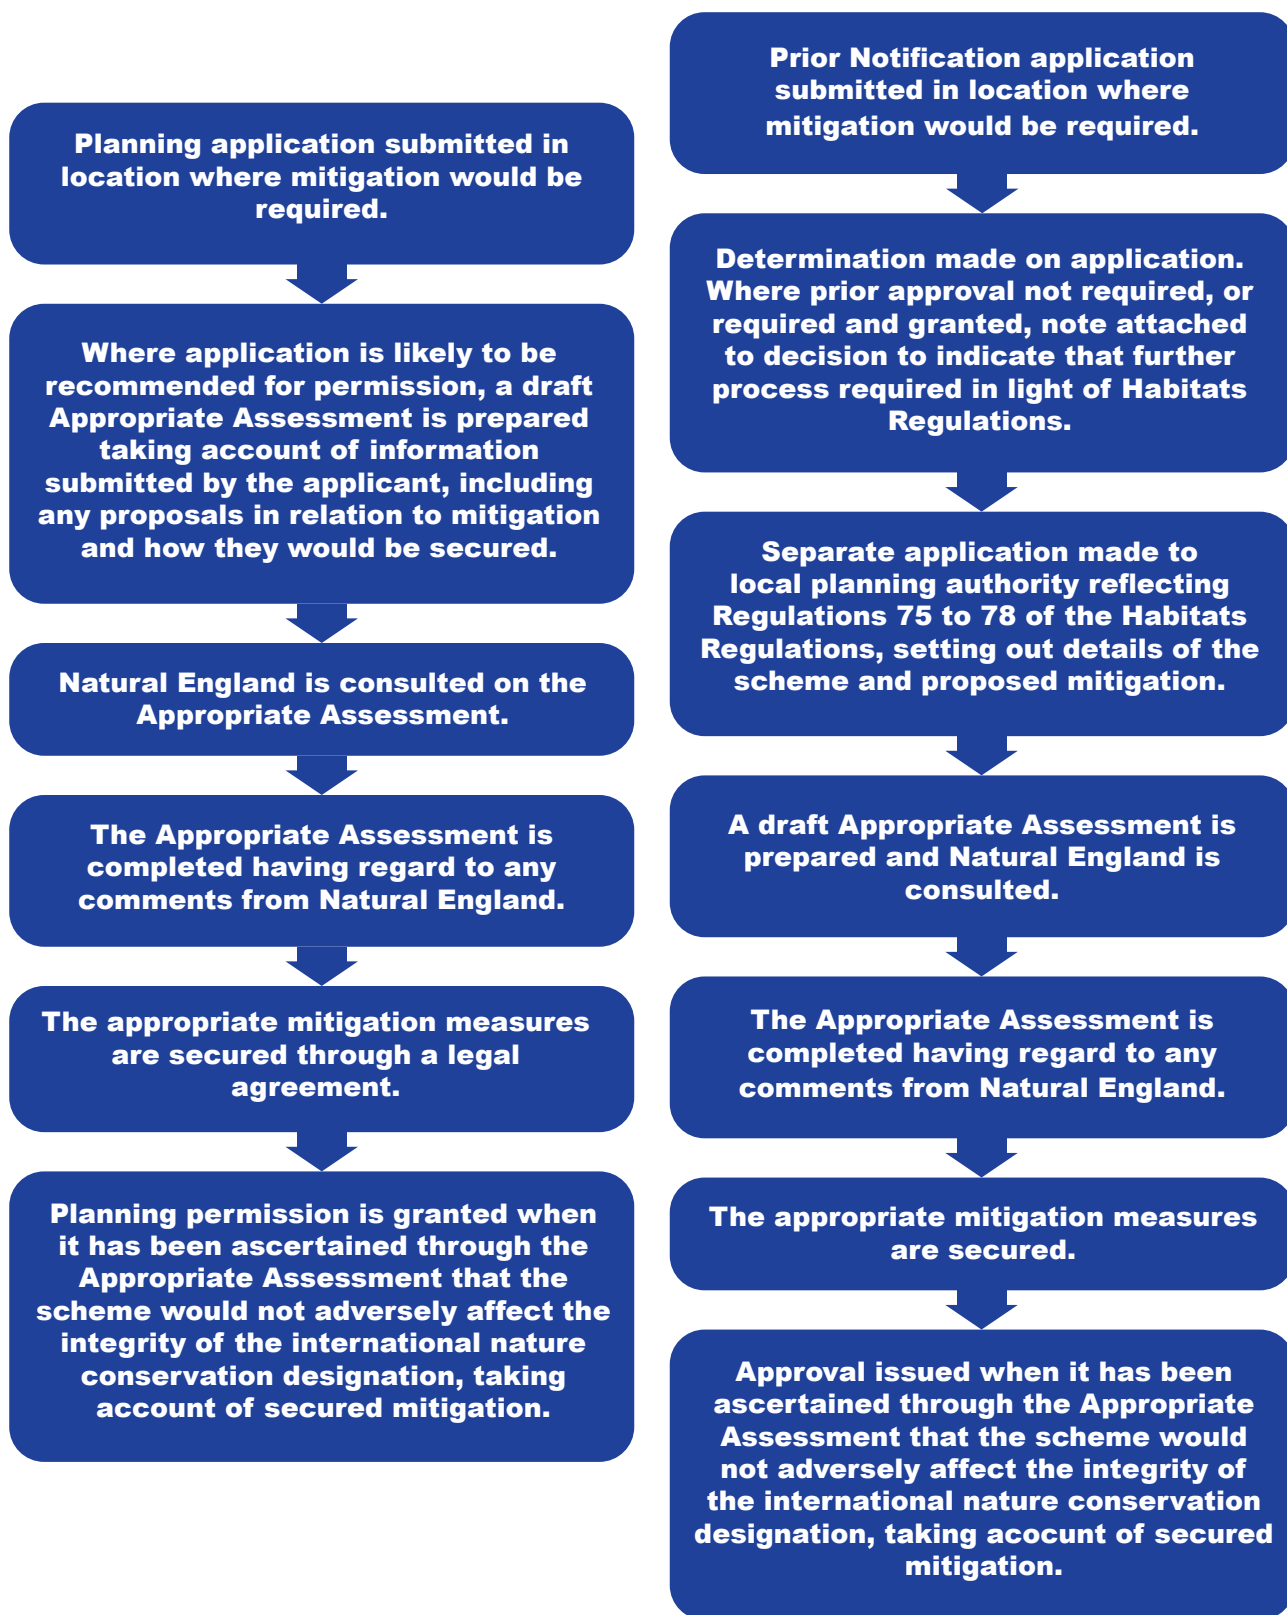 Planning application submitted in
location where mitigation would be
required.
Where application is likely to be
recommended for permission, a draft
Appropriate Assessment is prepared
taking account of information
submitted by the applicant, including
any proposals in relation to mitigation
and how they would be secured.
Natural England is consulted on the
Appropriate Assessment.
The Appropriate Assessment is
completed having regard to any
comments from Natural England.
The appropriate mitigation measures
are secured through a legal
agreement.
Planning permission is granted when
it has been ascertained through the
Appropriate Assessment that the
scheme would not adversely affect the
integrity of the international nature
conservation designation, taking
account of secured mitigation.
Prior Notification application
submitted in location where
mitigation would be required.
Determination made on application.
Where prior approval not required, or
required and granted, note attached
to decision to indicate that further
process required in light of Habitats
Regulations.
Separate application made to
local planning authority reflecting
Regulations 75 to 78 of the Habitats
Regulations, setting out details of the
scheme and proposed mitigation.
A draft Appropriate Assessment is
prepared and Natural England is
consulted.
The Appropriate Assessment is
completed having regard to any
comments from Natural England.
The appropriate mitigation measures
are secured.
Approval issued when it has been
ascertained through the Appropriate
Assessment that the scheme would
not adversely affect the integrity of
the international nature conservation
designation, taking acocunt of secured
mitigation.